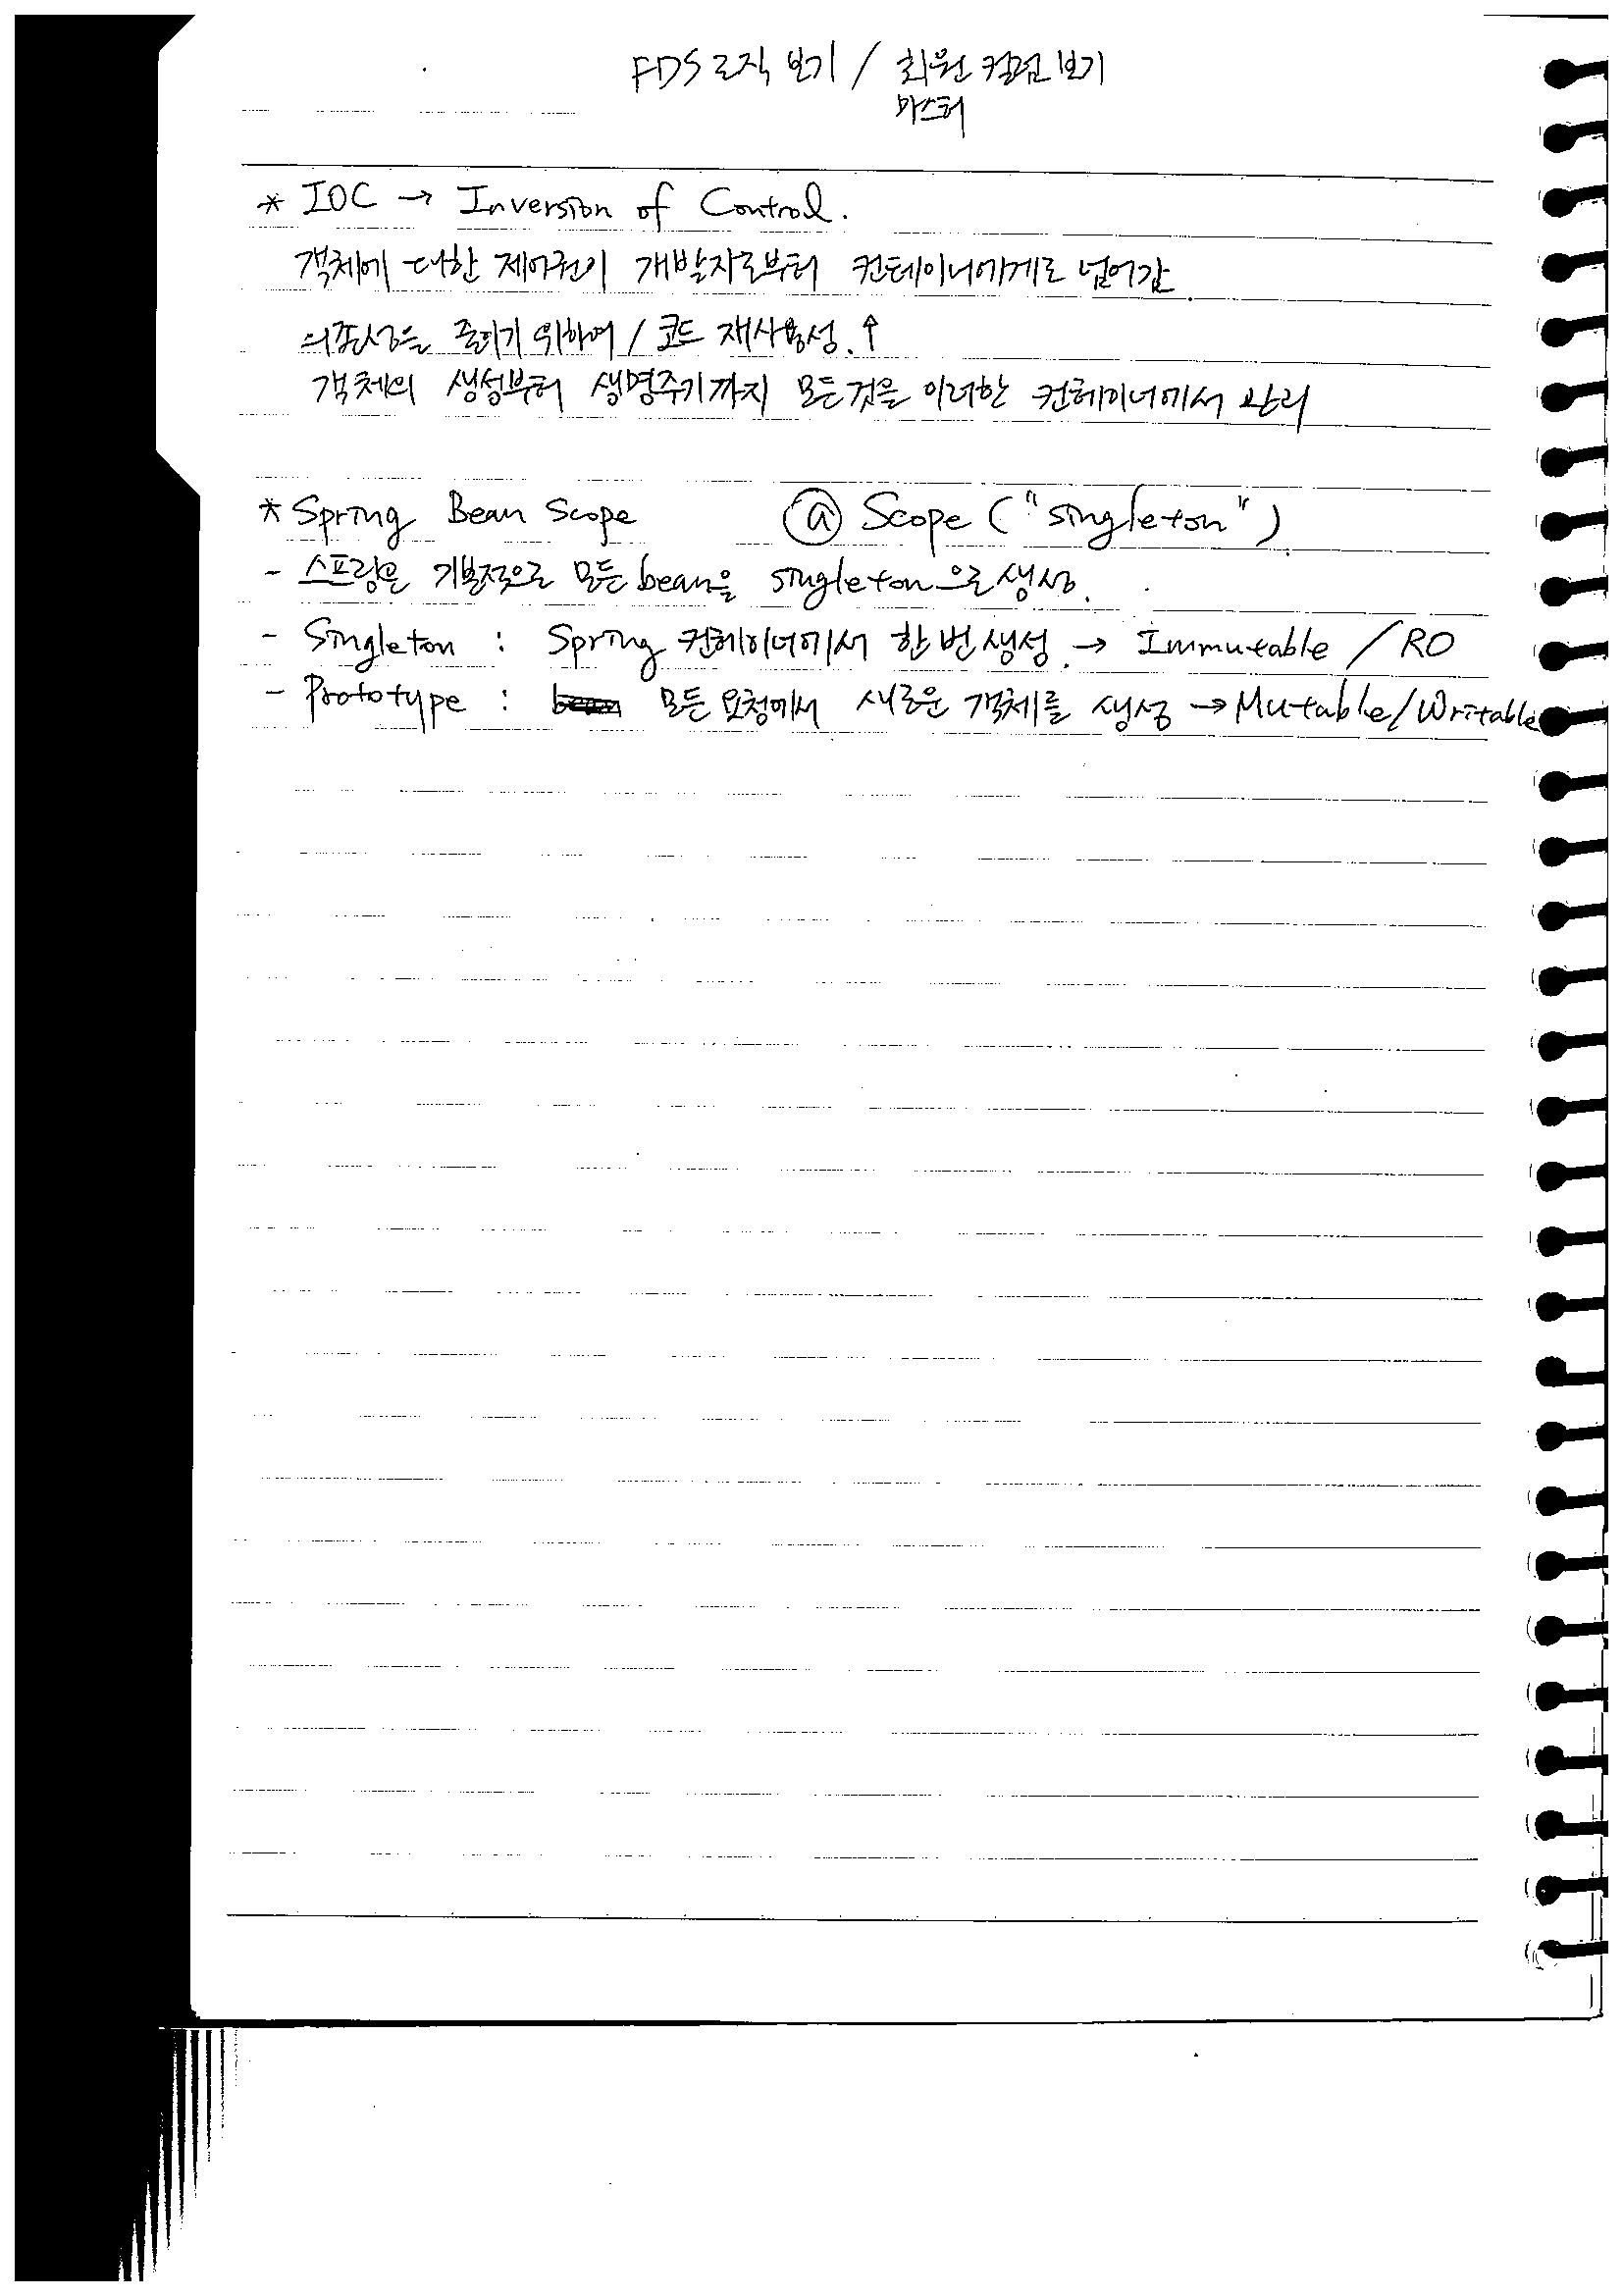 FDS 로직 보기 / 회원 컬럼 보기
마스터
* IOC → Inversion of Control.
객체에 대한 제어권이 개발자로부터 컨테이너에게로 넘어감
의존성을 줄이기 위하여 / 코드 재사용성.↑
객체의 생성부터 생명주기까지 모든것을 이러한 컨테이너에서 관리
* Spring Bean Scope @ Scope ("singleton")
- 스프링은 기본적으로 모든 bean을 singleton으로 생성.
- Singleton : Spring 컨테이너에서 한 번 생성. → Immutable / RO
- Prototype : 모든 요청에서 새로운 객체를 생성 → Mutable/Writable